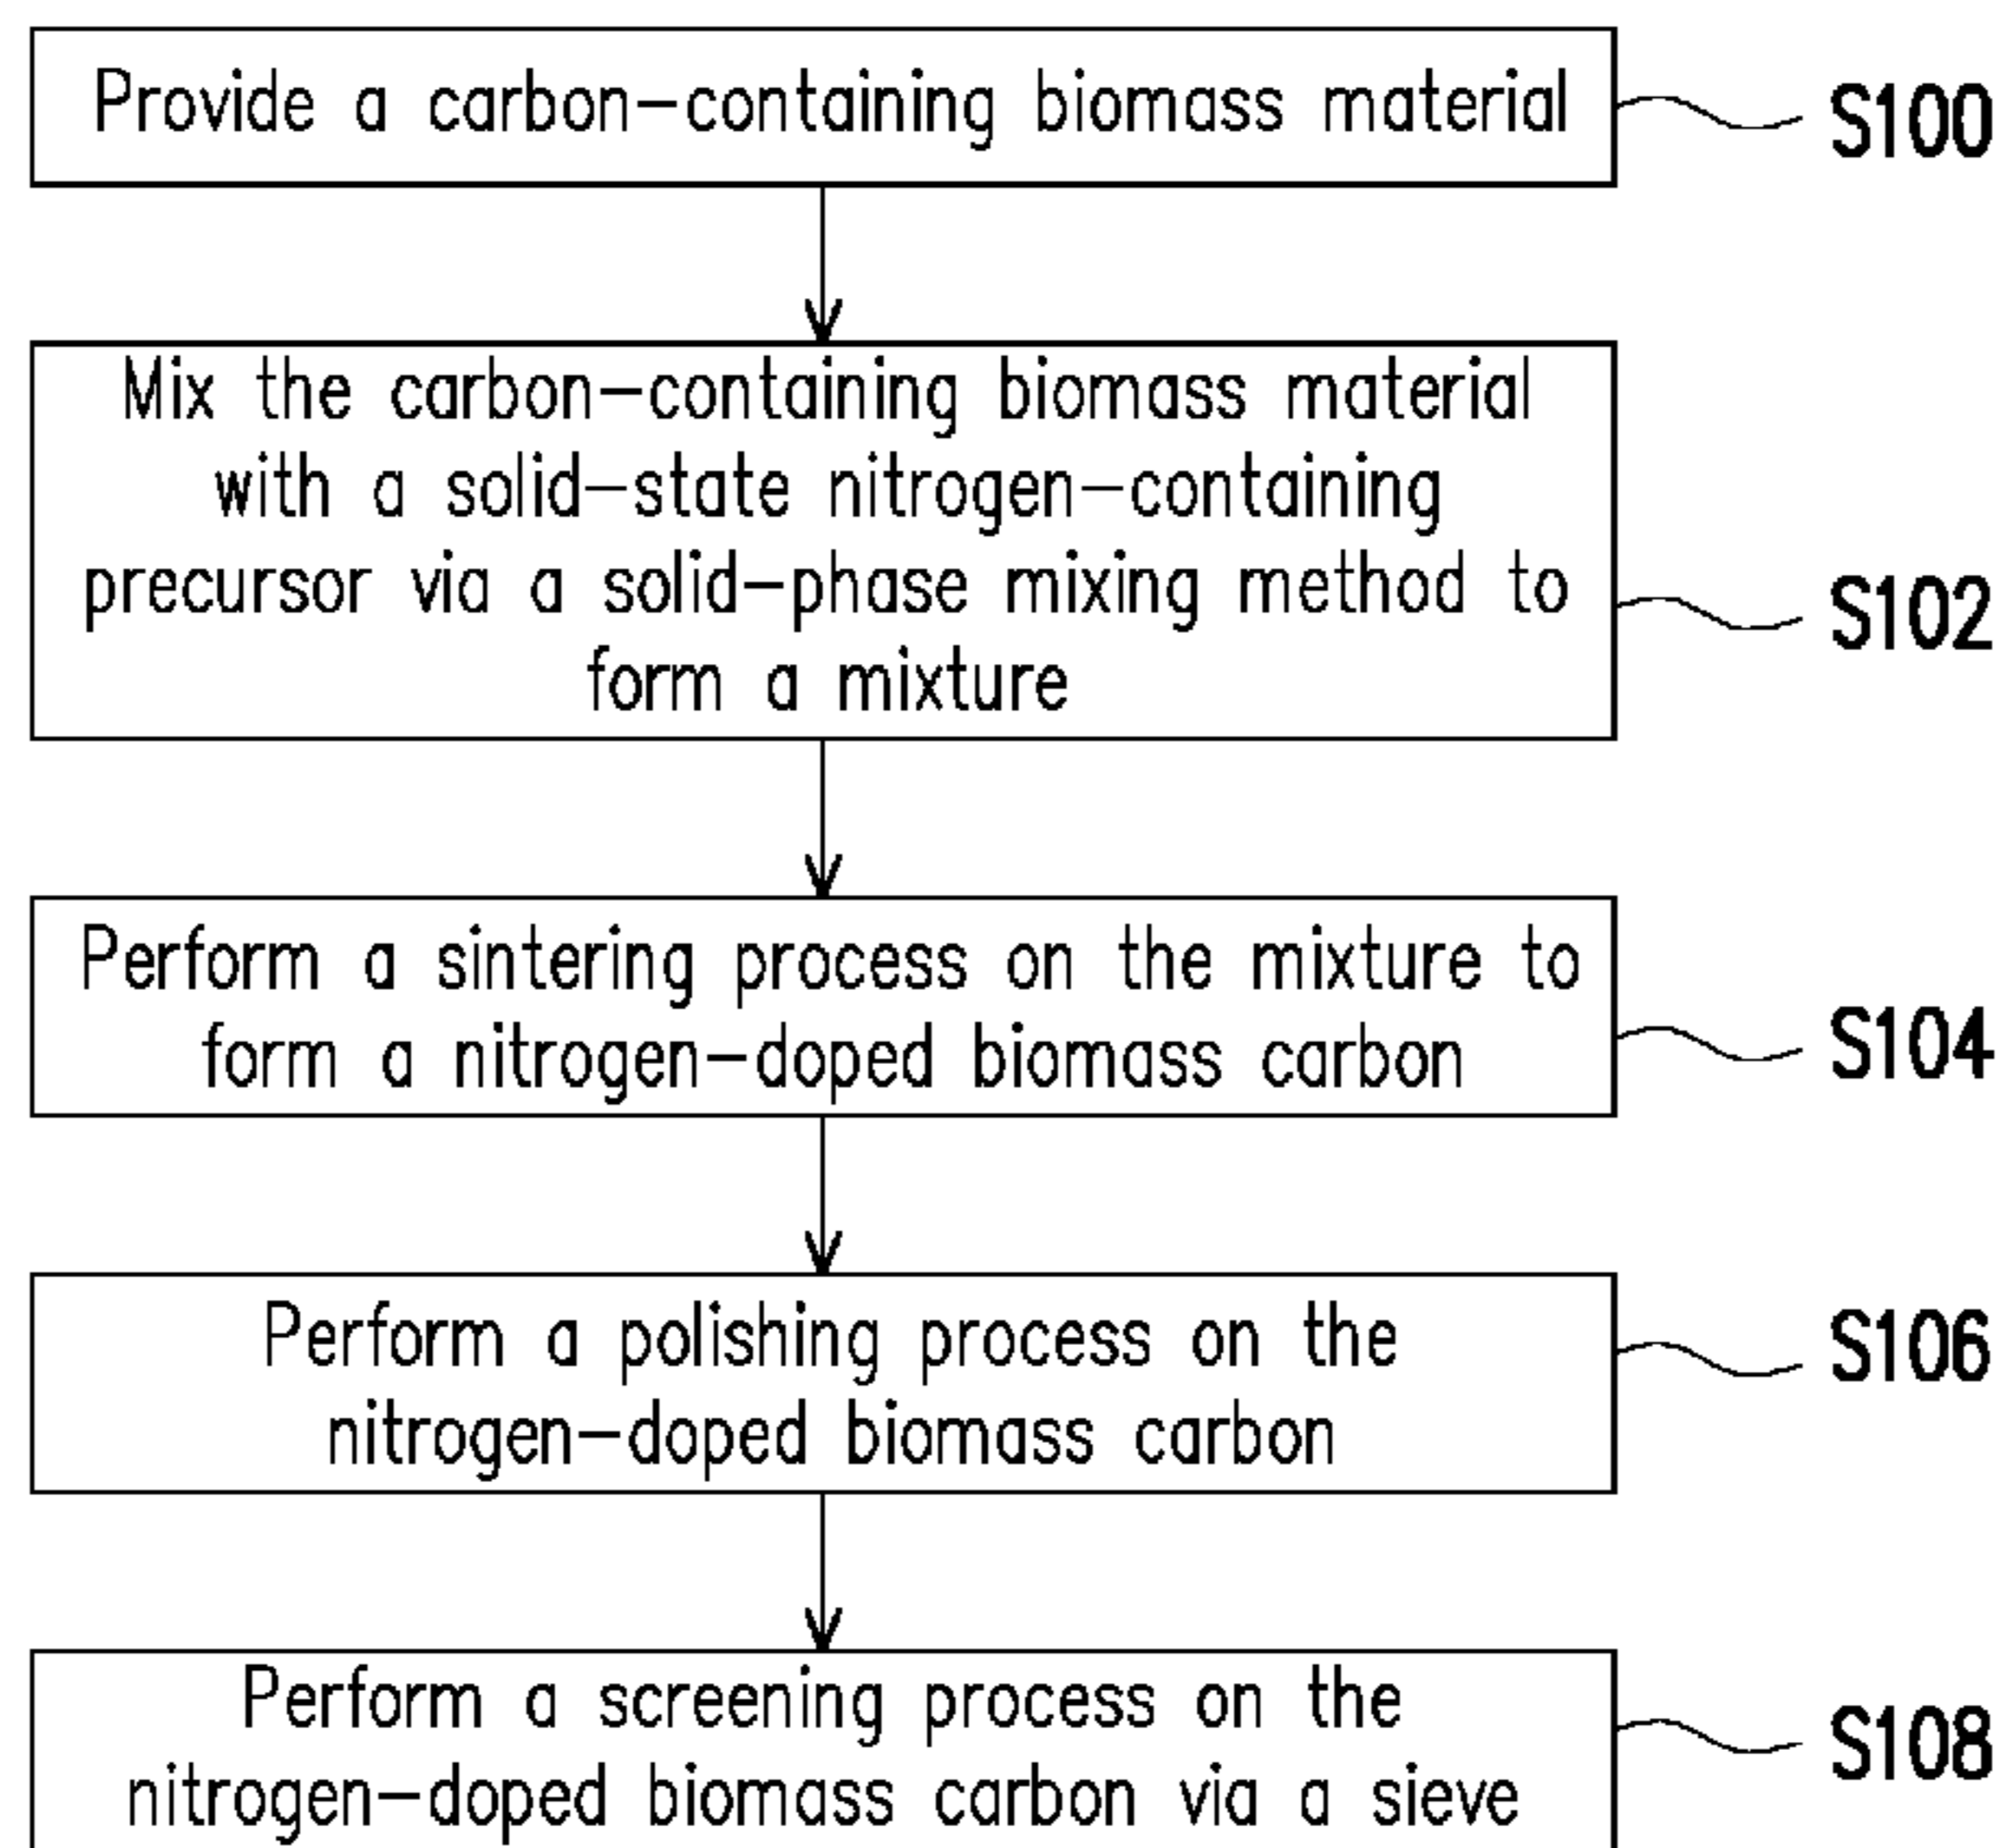 Provide a carbon-containing biomass material
S100
Mix the carbon-containing biomass material
with a solid-state nitrogen-containing
precursor via a solid-phase mixing method to
form a mixture
S102
Perform a sintering process on the mixture to
form a nitrogen-doped biomass carbon
S104
Perform a polishing process on the
nitrogen-doped biomass carbon
S106
Perform a screening process on the
nitrogen-doped biomass carbon via a sieve
S108